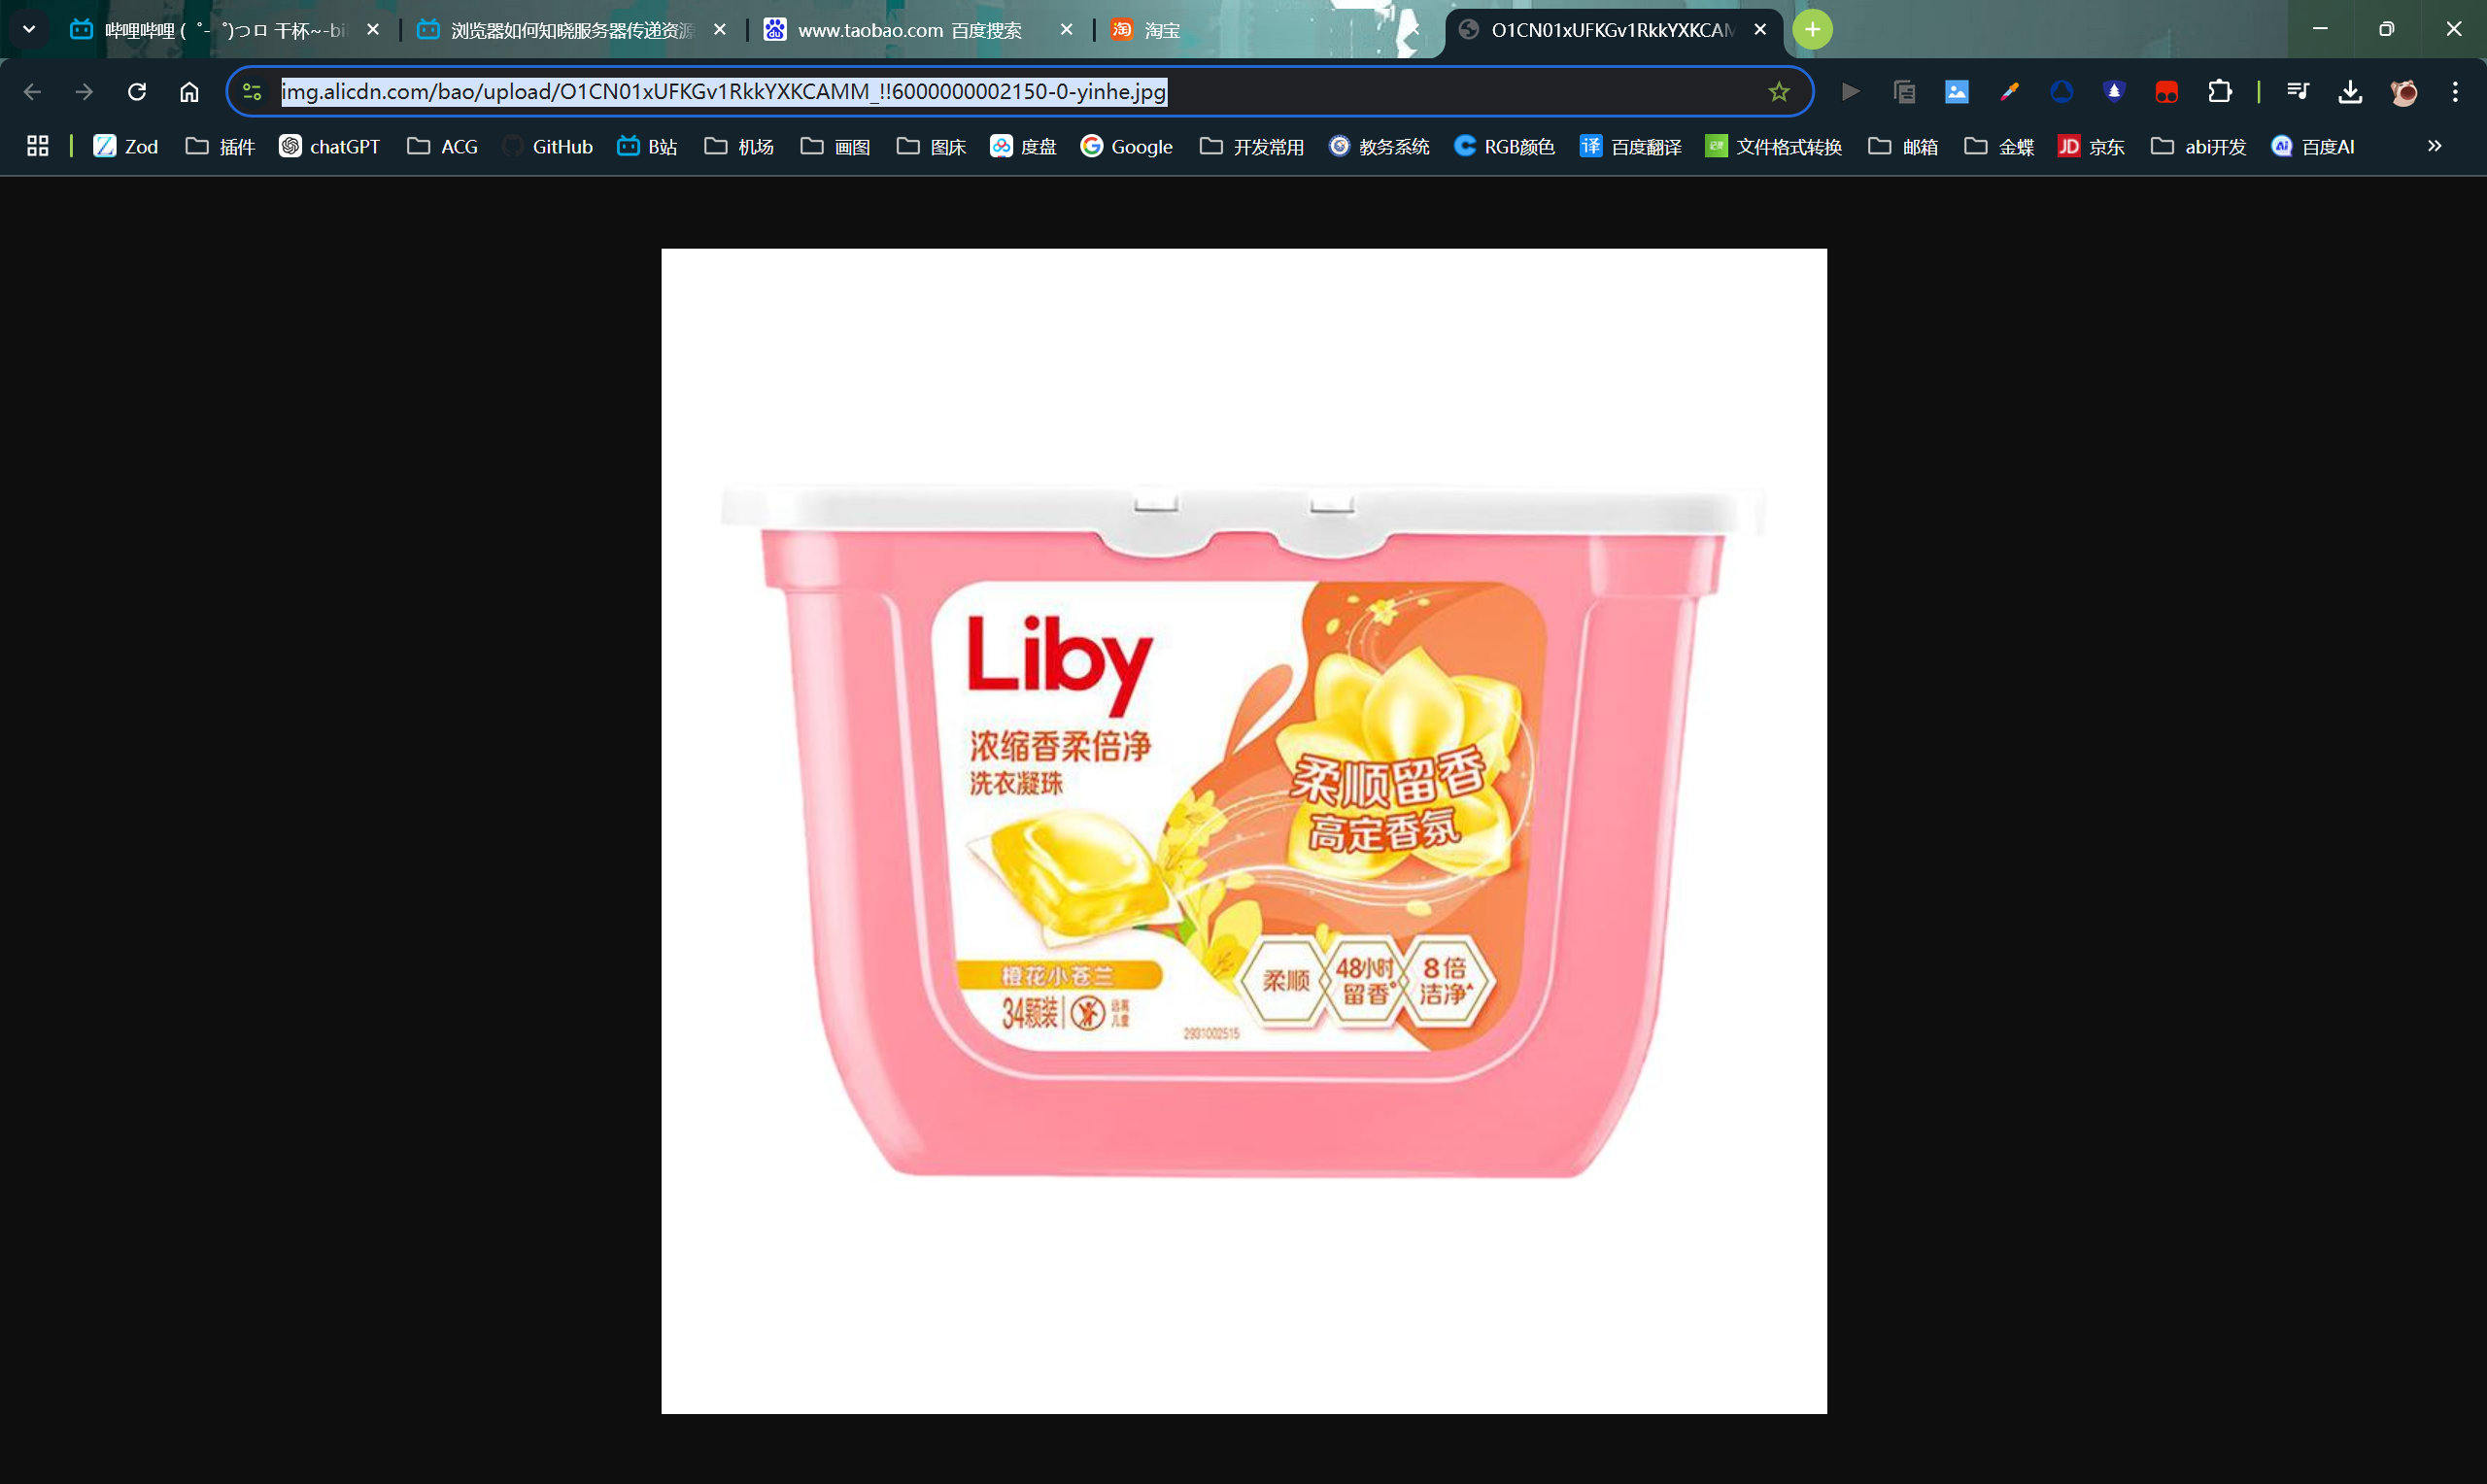 哔哩哔哩 (゜-゜)つロ 干杯~-bil
浏览器如何知晓服务器传递资源
www.taobao.com_百度搜索
淘宝
O1CN01xUFKGv1RkkYXKCAM
img.alicdn.com/bao/upload/O1CN01xUFKGv1RkkYXKCAMM_!!6000000002150-0-yinhe.jpg
Zod
插件
chatGPT
ACG
GitHub
B站
机场
画图
图床
度盘
Google
开发常用
教务系统
RGB颜色
百度翻译
文件格式转换
邮箱
金蝶
京东
abi开发
百度AI
Liby
浓缩香柔倍净
洗衣凝珠
柔顺留香
高定香氛
橙花小苍兰
34颗装
远离
儿童
2931002515
柔顺
48小时
留香°
8倍
洁净^